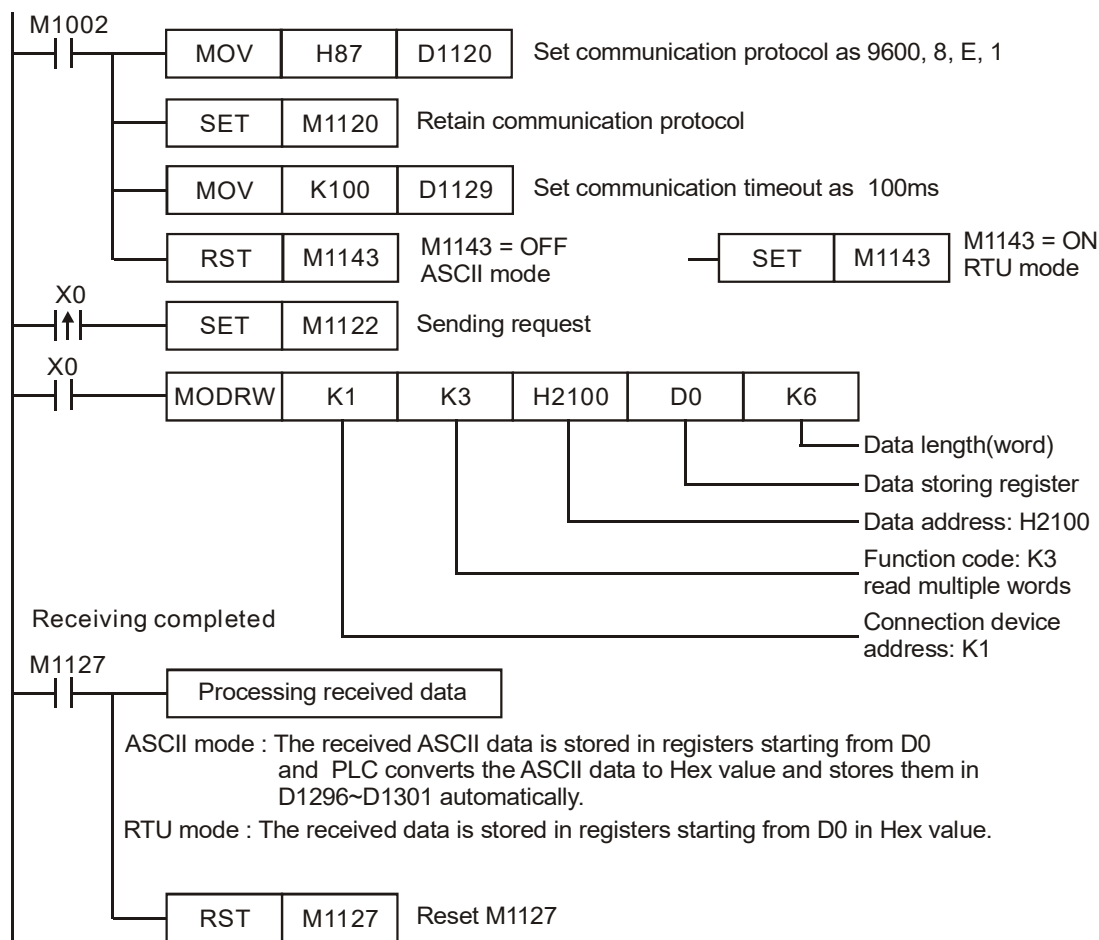 M1002
MOV H87 D1120 Set communication protocol as 9600, 8, E, 1
SET M1120 Retain communication protocol
MOV K100 D1129 Set communication timeout as 100ms
RST M1143 M1143 = OFF
ASCII mode
SET M1143 M1143 = ON
RTU mode
X0
SET M1122 Sending request
X0
MODRW K1 K3 H2100 D0 K6
Data length(word)
Data storing register
Data address: H2100
Function code: K3
read multiple words
Connection device
address: K1
Receiving completed
M1127
Processing received data
ASCII mode : The received ASCII data is stored in registers starting from D0
and PLC converts the ASCII data to Hex value and stores them in
D1296~D1301 automatically.
RTU mode : The received data is stored in registers starting from D0 in Hex value.
RST M1127 Reset M1127